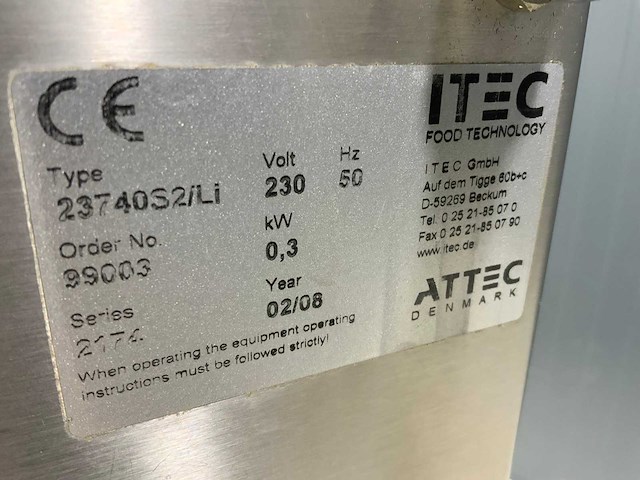 CE
Type
23740S2/Li
Order No.
99003
Series
2174
Volt
230
Hz
50
kW
0,3
Year
02/08
When operating the equipment operating
instructions must be followed strictly!
ITEC
FOOD TECHNOLOGY
ITEC GmbH
Auf dem Tigge 60b+c
D-59269 Beckum
Tel. 0 25 21-85 07 0
Fax 0 25 21-85 07 90
www.itec.de
ATTEC
DENMARK